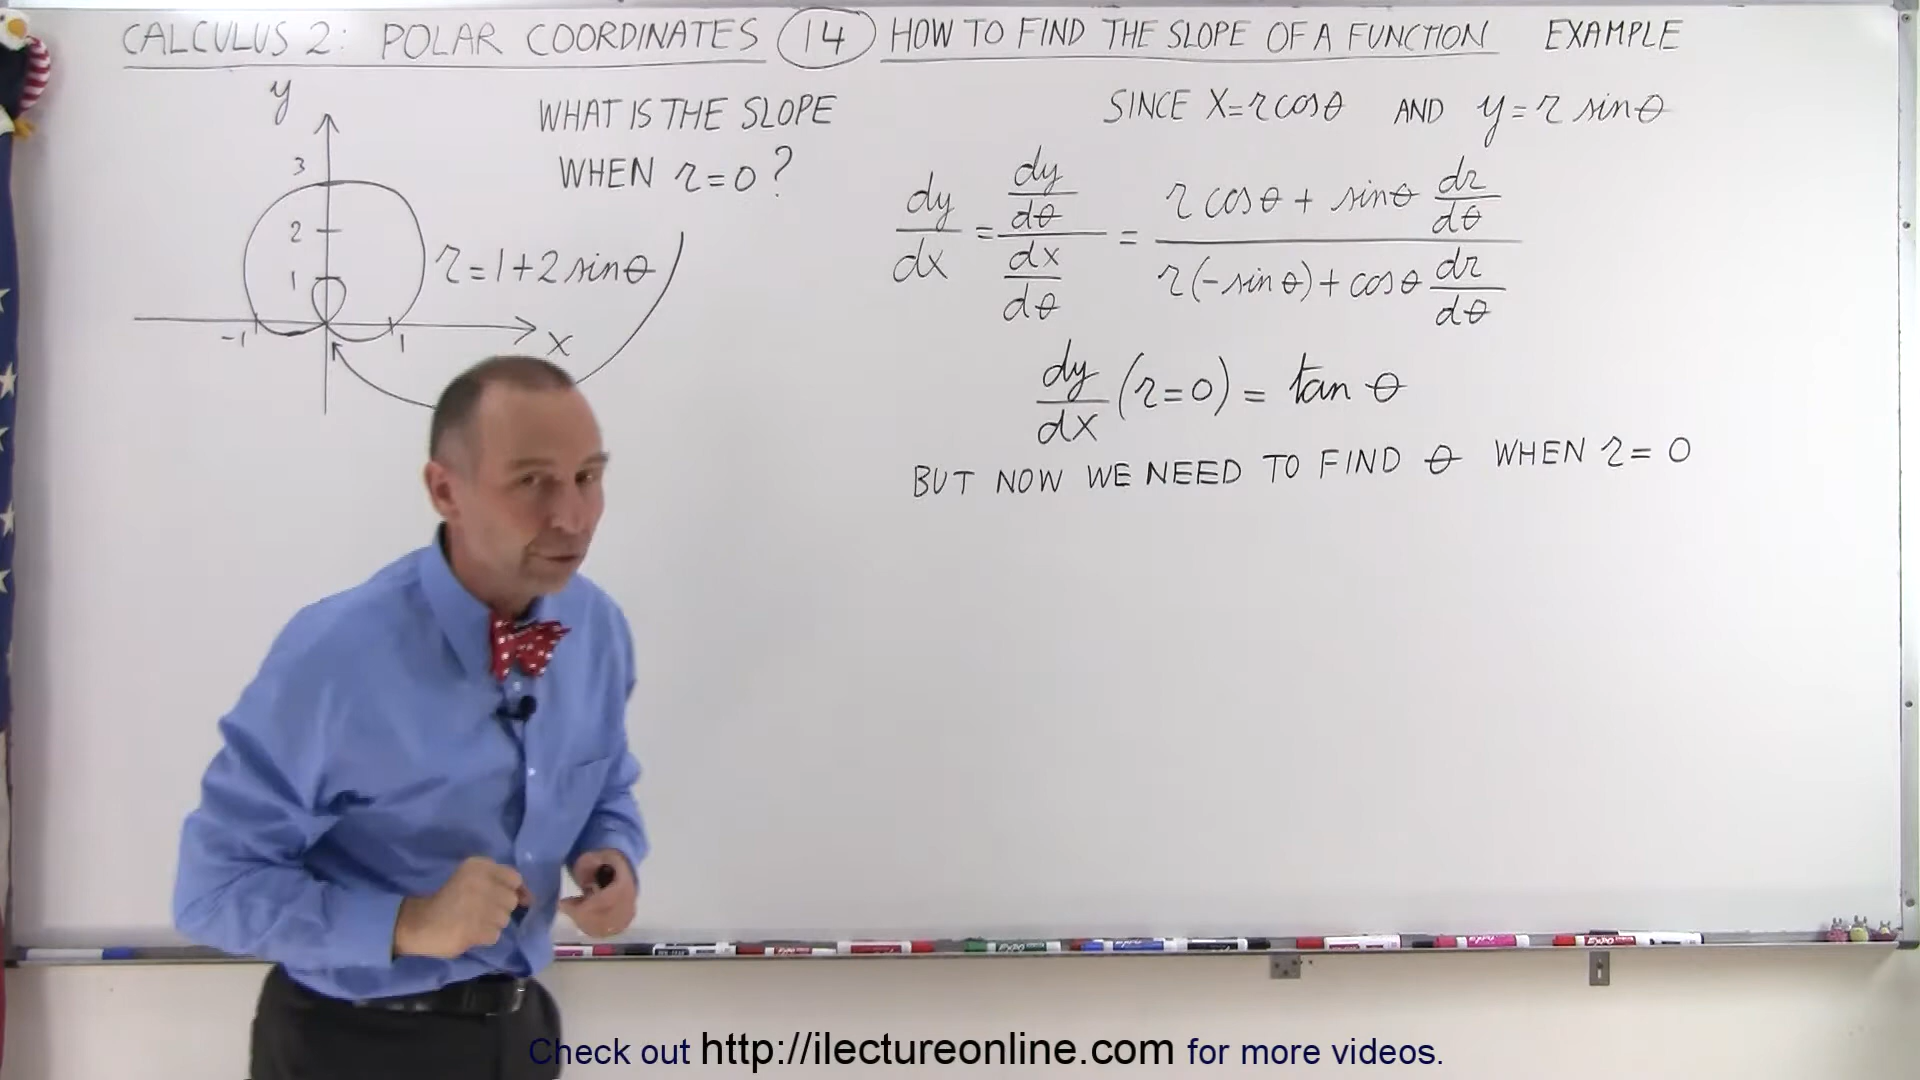 CALCULUS 2: POLAR COORDINATES 14 HOW TO FIND THE SLOPE OF A FUNCTION EXAMPLE
y
3
2
1
-1
1
x
r=1+2 sinθ
WHAT IS THE SLOPE
WHEN r=0?
SINCE X=rcosθ AND y=r sinθ
dy/dx = (dy/dθ)/(dx/dθ) = (r cosθ + sinθ dr/dθ)/(r(-sinθ)+cosθ dr/dθ)
dy/dx (r=0) = tan θ
BUT NOW WE NEED TO FIND θ WHEN r=0
Check out http://ilectureonline.com for more videos.